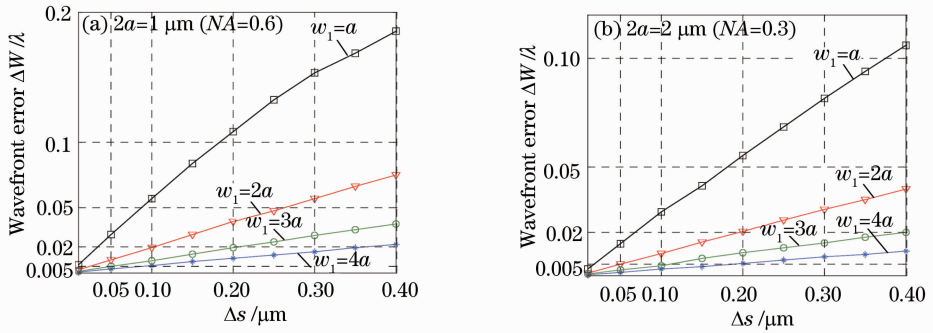 (a) 2a=1 μm (NA=0.6)
Wavefront error ΔW/λ
0.2
0.1
0.05
0.02
0.005
w₁=a
w₁=2a
w₁=3a
w₁=4a
0.05 0.10 0.20 0.30 0.40
Δs /μm
(b) 2a=2 μm (NA=0.3)
Wavefront error ΔW/λ
0.10
0.05
0.02
0.005
w₁=a
w₁=2a
w₁=3a
w₁=4a
0.05 0.10 0.20 0.30 0.40
Δs /μm